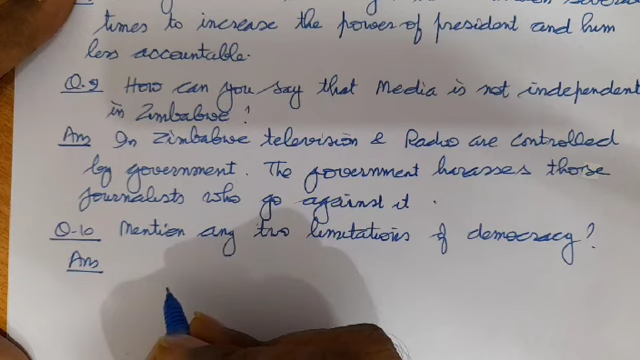 several
times to increase the power of president and him
less accountable.
Q.9 How can you say that Media is not independent
in Zimbabwe?
Ans In Zimbabwe television & Radio are controlled
by government. The government harasses those
journalists who go against it.
Q.10 Mention any two limitations of democracy?
Ans